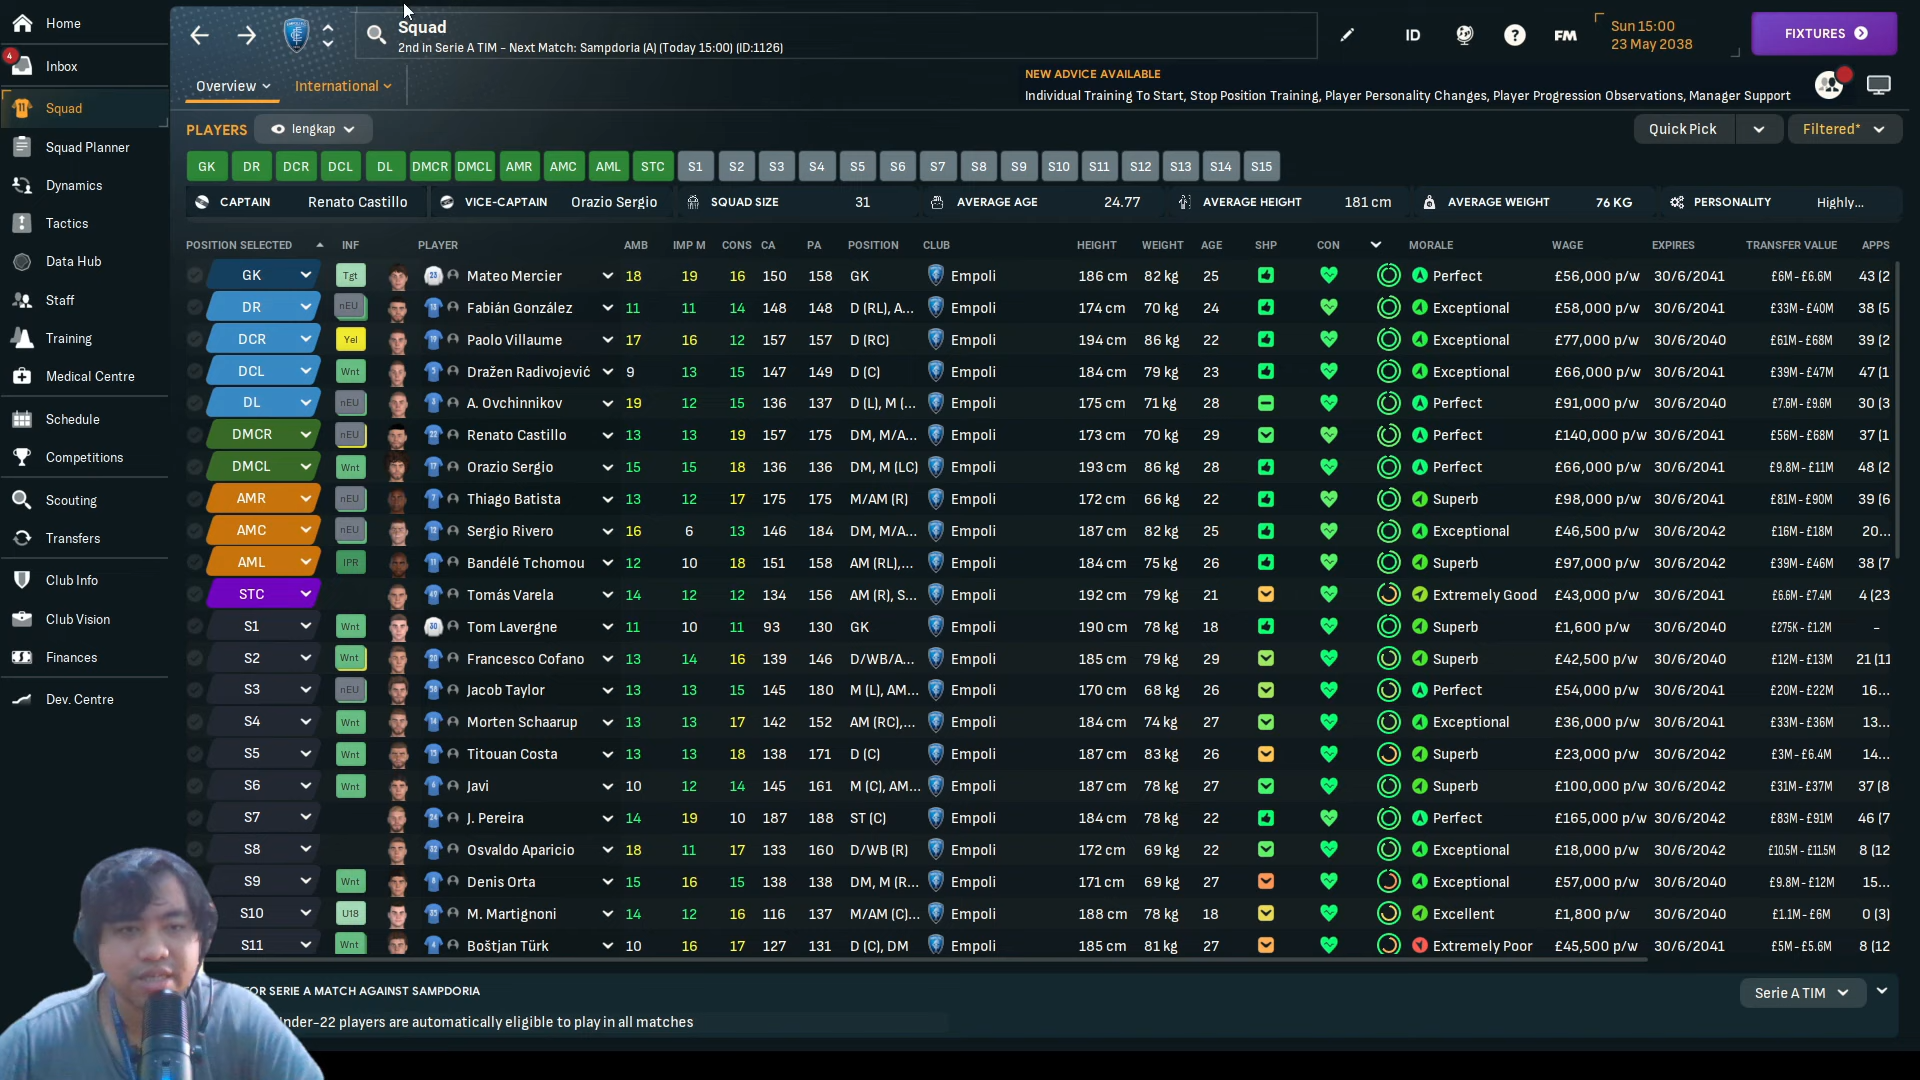 Squad
2nd in Serie A TIM - Next Match: Sampdoria (A) (Today 15:00) (ID:1126)
ID
FM
Sun 15:00
23 May 2038
FIXTURES
Home
4
Inbox
Squad
Squad Planner
Dynamics
Tactics
Data Hub
Staff
Training
Medical Centre
Schedule
Competitions
Scouting
Transfers
Club Info
Club Vision
Finances
Dev. Centre
Overview
International
NEW ADVICE AVAILABLE
Individual Training To Start, Stop Position Training, Player Personality Changes, Player Progression Observations, Manager Support
PLAYERS lengkap
Quick Pick Filtered*
GK DR DCR DCL DL DMCR DMCL AMR AMC AML STC S1 S2 S3 S4 S5 S6 S7 S8 S9 S10 S11 S12 S13 S14 S15
CAPTAIN Renato Castillo VICE-CAPTAIN Orazio Sergio SQUAD SIZE 31 AVERAGE AGE 24.77 AVERAGE HEIGHT 181 cm AVERAGE WEIGHT 76 KG PERSONALITY Highly...
POSITION SELECTED INF PLAYER AMB IMP M CONS CA PA POSITION CLUB HEIGHT WEIGHT AGE SHP CON MORALE WAGE EXPIRES TRANSFER VALUE APPS
GK Tgt Mateo Mercier 18 19 16 150 158 GK Empoli 186 cm 82 kg 25 Perfect £56,000 p/w 30/6/2041 £6M - £6.6M 43 (2
DR nEU Fabián González 11 11 14 148 148 D (RL), A... Empoli 174 cm 70 kg 24 Exceptional £58,000 p/w 30/6/2041 £33M - £40M 38 (5
DCR Yel Paolo Villaume 17 16 12 157 157 D (RC) Empoli 194 cm 86 kg 22 Exceptional £77,000 p/w 30/6/2040 £61M - £68M 39 (2
DCL Wnt Dražen Radivojević 9 13 15 147 149 D (C) Empoli 184 cm 79 kg 23 Exceptional £66,000 p/w 30/6/2041 £39M - £47M 47 (1
DL nEU A. Ovchinnikov 19 12 15 136 137 D (L), M (... Empoli 175 cm 71 kg 28 Perfect £91,000 p/w 30/6/2040 £7.6M - £9.6M 30 (3
DMCR nEU Renato Castillo 13 13 19 157 175 DM, M/A... Empoli 173 cm 70 kg 29 Perfect £140,000 p/w 30/6/2041 £56M - £68M 37 (1
DMCL Wnt Orazio Sergio 15 15 18 136 136 DM, M (LC) Empoli 193 cm 86 kg 28 Perfect £66,000 p/w 30/6/2041 £9.8M - £11M 48 (2
AMR nEU Thiago Batista 13 12 17 175 175 M/AM (R) Empoli 172 cm 66 kg 22 Superb £98,000 p/w 30/6/2041 £81M - £90M 39 (6
AMC nEU Sergio Rivero 16 6 13 146 184 DM, M/A... Empoli 187 cm 82 kg 25 Exceptional £46,500 p/w 30/6/2042 £16M - £18M 20...
AML IPR Bandélé Tchomou 12 10 18 151 158 AM (RL),... Empoli 184 cm 75 kg 26 Superb £97,000 p/w 30/6/2042 £39M - £46M 38 (7
STC Tomás Varela 14 12 12 134 156 AM (R), S... Empoli 192 cm 79 kg 21 Extremely Good £43,000 p/w 30/6/2041 £6.6M - £7.4M 4 (23
S1 Wnt Tom Lavergne 11 10 11 93 130 GK Empoli 190 cm 78 kg 18 Superb £1,600 p/w 30/6/2040 £275K - £1.2M -
S2 Wnt Francesco Cofano 13 14 16 139 146 D/WB/A... Empoli 185 cm 79 kg 29 Superb £42,500 p/w 30/6/2040 £12M - £13M 21 (11
S3 nEU Jacob Taylor 13 13 15 145 180 M (L), AM... Empoli 170 cm 68 kg 26 Perfect £54,000 p/w 30/6/2041 £20M - £22M 16...
S4 Wnt Morten Schaarup 13 13 17 142 152 AM (RC),... Empoli 184 cm 74 kg 27 Exceptional £36,000 p/w 30/6/2041 £33M - £36M 13...
S5 Wnt Titouan Costa 13 13 18 138 171 D (C) Empoli 187 cm 83 kg 26 Superb £23,000 p/w 30/6/2042 £3M - £6.4M 14...
S6 Wnt Javi 10 12 14 145 161 M (C), AM... Empoli 187 cm 78 kg 27 Superb £100,000 p/w 30/6/2042 £31M - £37M 37 (8
S7 J. Pereira 14 19 10 187 188 ST (C) Empoli 184 cm 78 kg 22 Perfect £165,000 p/w 30/6/2042 £83M - £91M 46 (7
S8 Osvaldo Aparicio 18 11 17 133 160 D/WB (R) Empoli 172 cm 69 kg 22 Exceptional £18,000 p/w 30/6/2042 £10.5M - £11.5M 8 (12
S9 Wnt Denis Orta 15 16 15 138 138 DM, M (R... Empoli 171 cm 69 kg 27 Exceptional £57,000 p/w 30/6/2040 £9.8M - £12M 15...
S10 U18 M. Martignoni 14 12 16 116 137 M/AM (C)... Empoli 188 cm 78 kg 18 Excellent £1,800 p/w 30/6/2040 £1.1M - £6M 0 (3)
S11 Wnt Boštjan Türk 10 16 17 127 131 D (C), DM Empoli 185 cm 81 kg 27 Extremely Poor £45,500 p/w 30/6/2041 £5M - £5.6M 8 (12
FOR SERIE A MATCH AGAINST SAMPDORIA
Serie A TIM
Under-22 players are automatically eligible to play in all matches